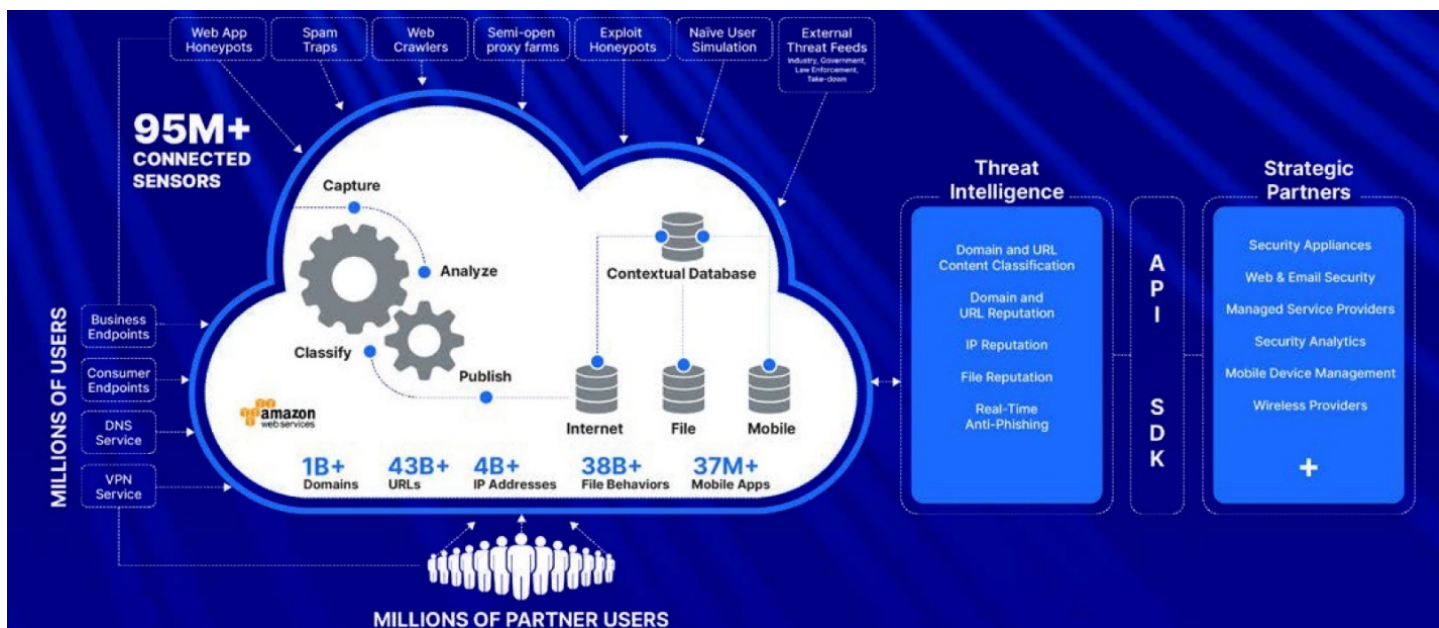 Web App
Honeypots
Spam
Traps
Web
Crawlers
Semi-open
proxy farms
Exploit
Honeypots
Naïve User
Simulation
External
Threat Feeds
Industry, Government,
Law Enforcement,
Take-down
95M+
CONNECTED
SENSORS
Capture
Analyze
Classify
Publish
Contextual Database
Internet
File
Mobile
amazon
web services
1B+
Domains
43B+
URLs
4B+
IP Addresses
38B+
File Behaviors
37M+
Mobile Apps
MILLIONS OF USERS
Business
Endpoints
Consumer
Endpoints
DNS
Service
VPN
Service
MILLIONS OF PARTNER USERS
Threat
Intelligence
Domain and URL
Content Classification
Domain and
URL Reputation
IP Reputation
File Reputation
Real-Time
Anti-Phishing
API
SDK
Strategic
Partners
Security Appliances
Web & Email Security
Managed Service Providers
Security Analytics
Mobile Device Management
Wireless Providers
+